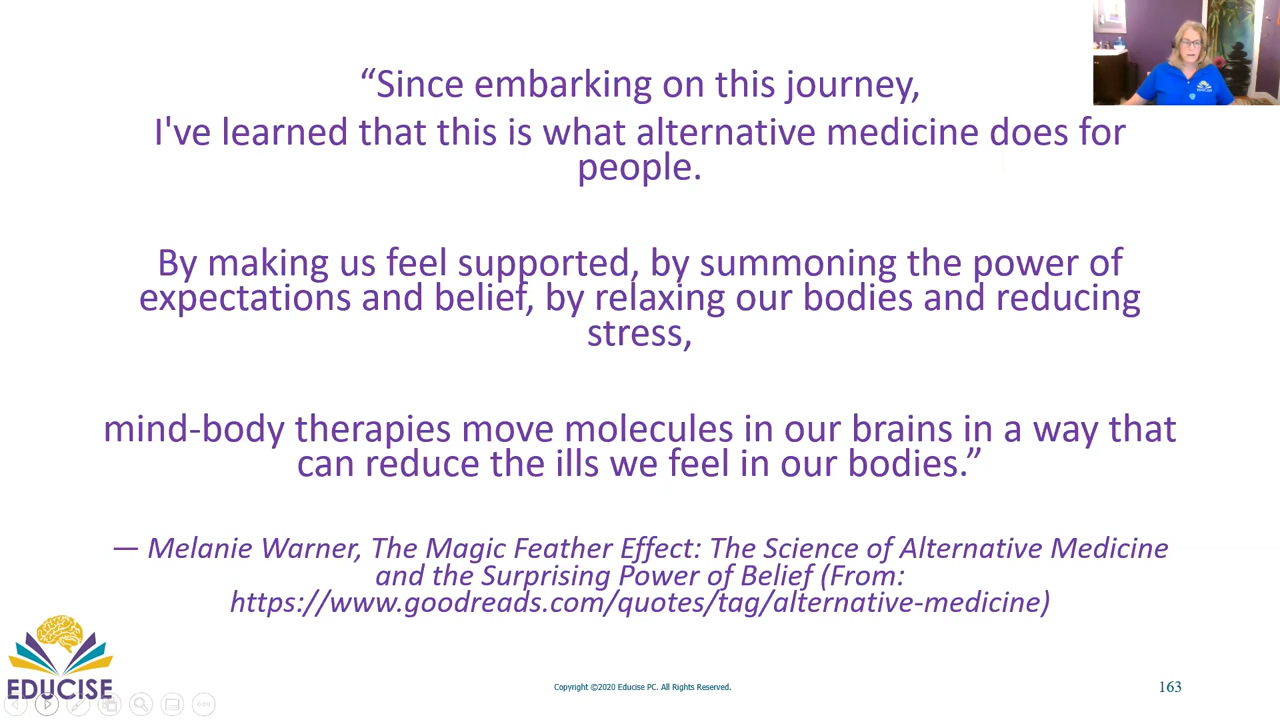 “Since embarking on this journey,
I've learned that this is what alternative medicine does for
people.
By making us feel supported, by summoning the power of
expectations and belief, by relaxing our bodies and reducing
stress,
mind-body therapies move molecules in our brains in a way that
can reduce the ills we feel in our bodies.”
— Melanie Warner, The Magic Feather Effect: The Science of Alternative Medicine
and the Surprising Power of Belief (From:
https://www.goodreads.com/quotes/tag/alternative-medicine)
EDUCISE
Copyright ©2020 Educise PC. All Rights Reserved.
163